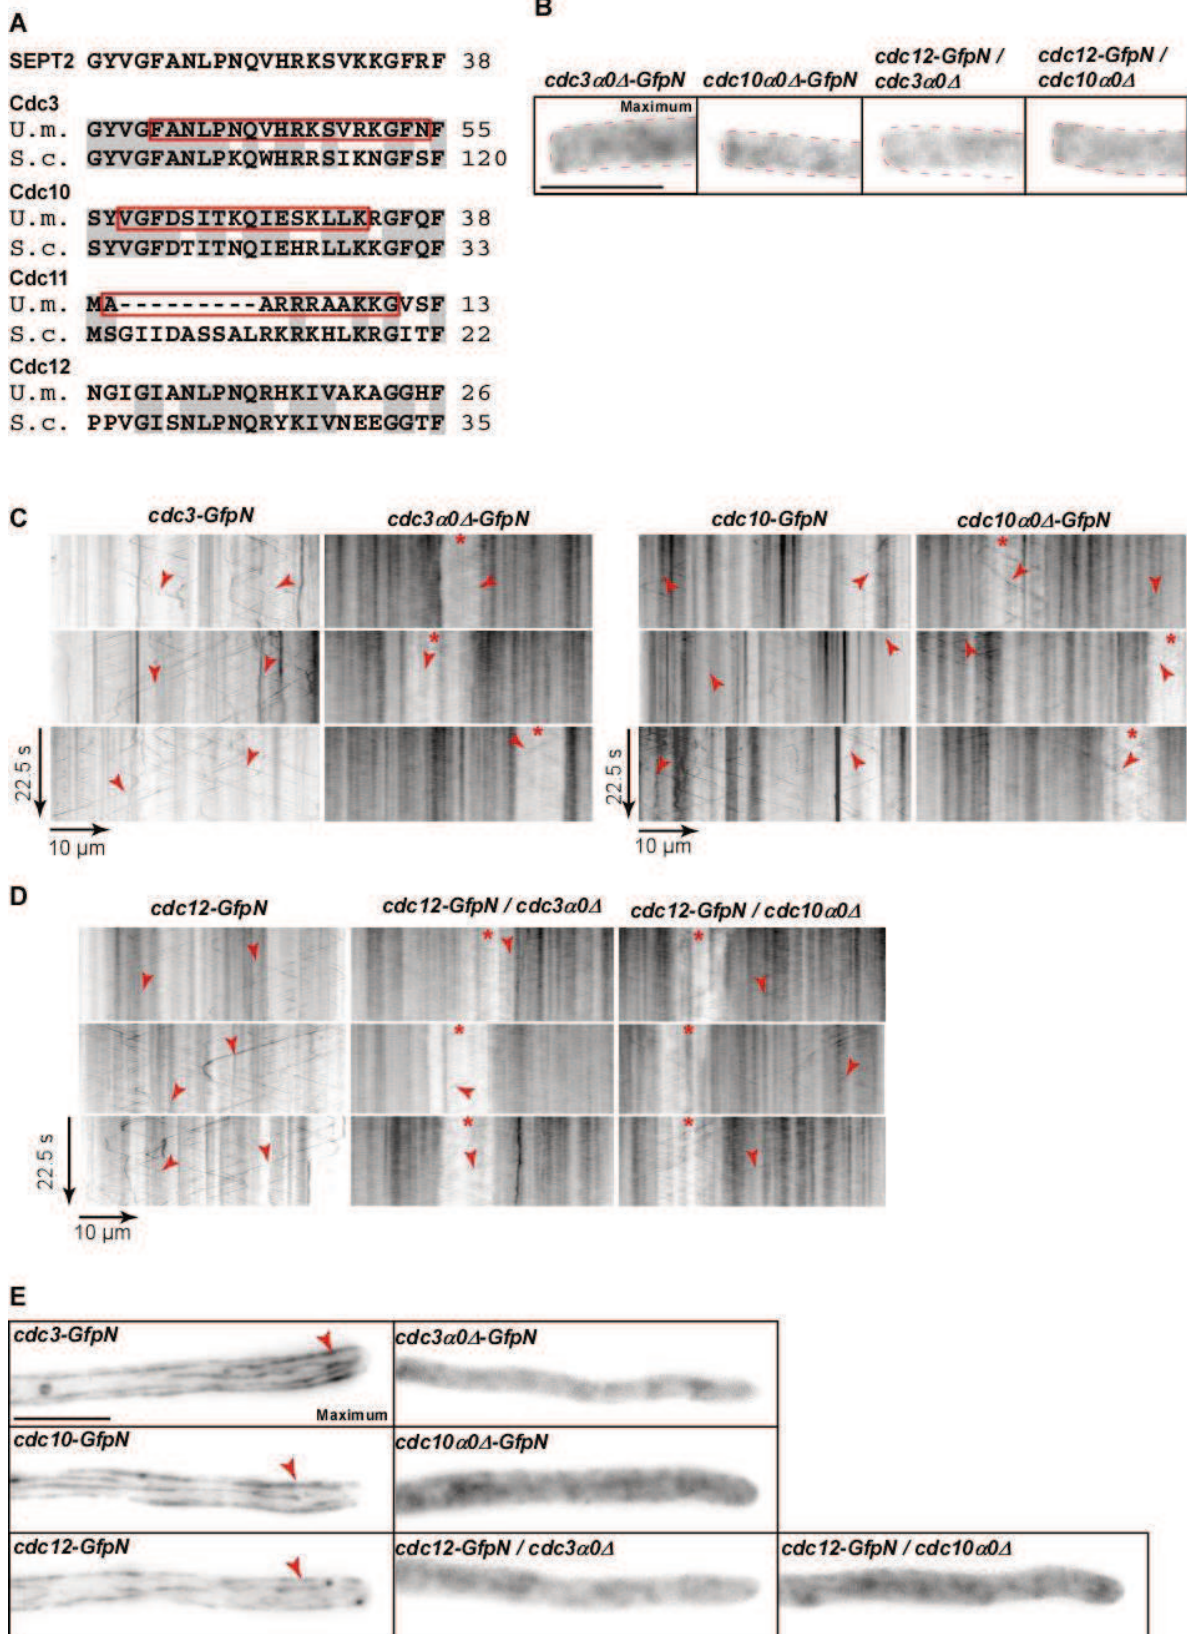 A
SEPT2 GYVGFANLPNQVHRKSVKKGFRF 38
Cdc3
U.m. GYVGFANLPNQVHRKSVRKGFNF 55
S.c. GYVGFANLPKQWHRRSIKNGFSF 120
Cdc10
U.m. SYVGFDSITKQIESKLLKRGFQF 38
S.c. SYVGFDTITNQIEHRLLKKGFQF 33
Cdc11
U.m. MA---------ARRRAAKKGVSF 13
S.c. MSGIIDASSALRKRKHLKRGITF 22
Cdc12
U.m. NGIGIANLPNQRHKIVAKAGGHF 26
S.c. PPVGISNLPNQRYKIVNEEGGTF 35
B
cdc3α0Δ-GfpN cdc10α0Δ-GfpN cdc12-GfpN / cdc3α0Δ cdc12-GfpN / cdc10α0Δ
Maximum
C
cdc3-GfpN cdc3α0Δ-GfpN cdc10-GfpN cdc10α0Δ-GfpN
*
*
*
*
*
*
22.5 s
22.5 s
10 µm
10 µm
D
cdc12-GfpN cdc12-GfpN / cdc3α0Δ cdc12-GfpN / cdc10α0Δ
* *
* *
* *
22.5 s
10 µm
E
cdc3-GfpN cdc3α0Δ-GfpN
Maximum
cdc10-GfpN cdc10α0Δ-GfpN
cdc12-GfpN cdc12-GfpN / cdc3α0Δ cdc12-GfpN / cdc10α0Δ